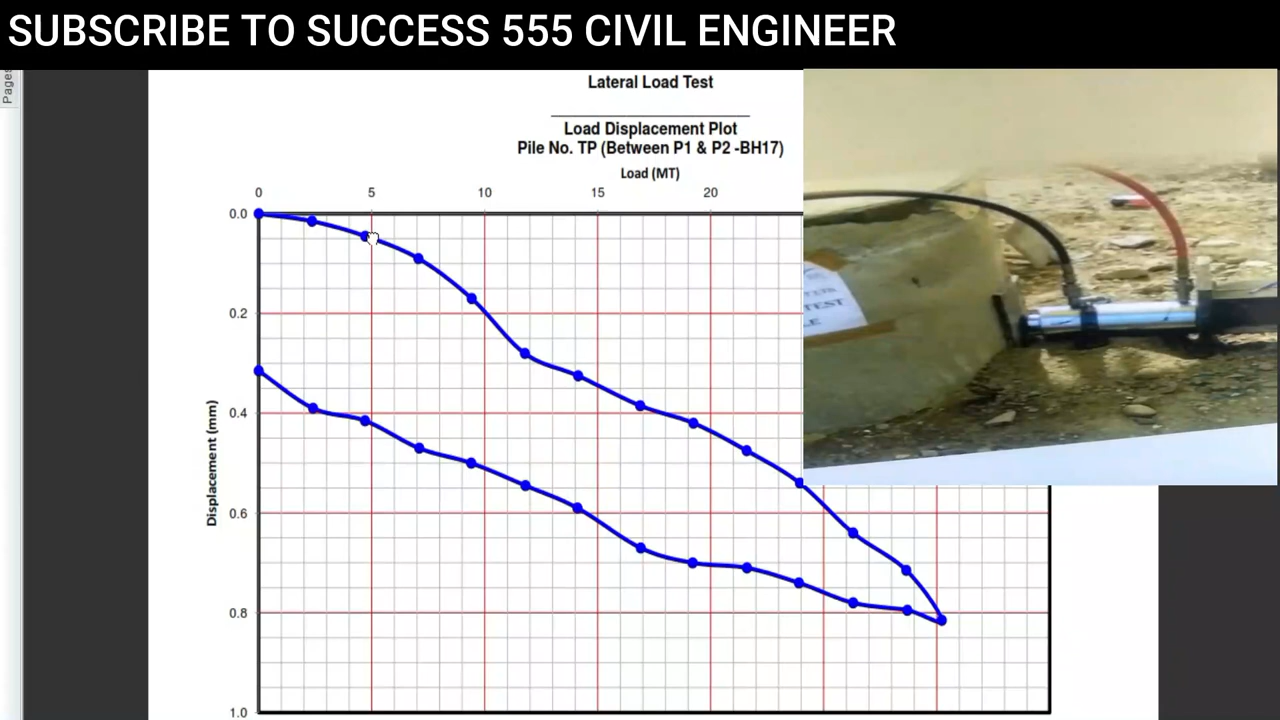 SUBSCRIBE TO SUCCESS 555 CIVIL ENGINEER
Pages
Lateral Load Test
Load Displacement Plot
Pile No. TP (Between P1 & P2 -BH17)
Load (MT)
0 5 10 15 20
0.0
0.2
0.4
0.6
0.8
1.0
Displacement (mm)
TEST